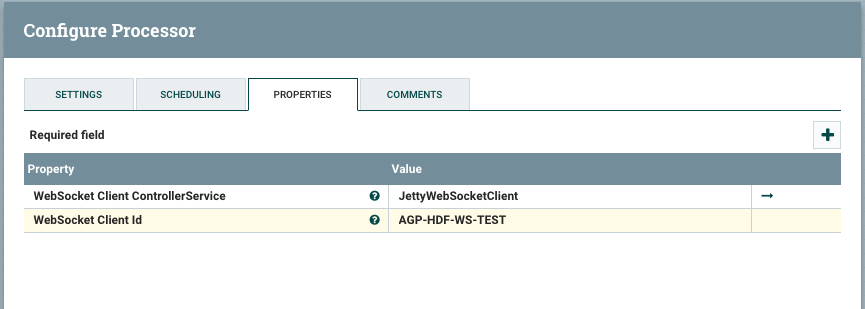 Configure Processor
SETTINGS SCHEDULING PROPERTIES COMMENTS
Required field
Property Value
WebSocket Client ControllerService JettyWebSocketClient
WebSocket Client Id AGP-HDF-WS-TEST